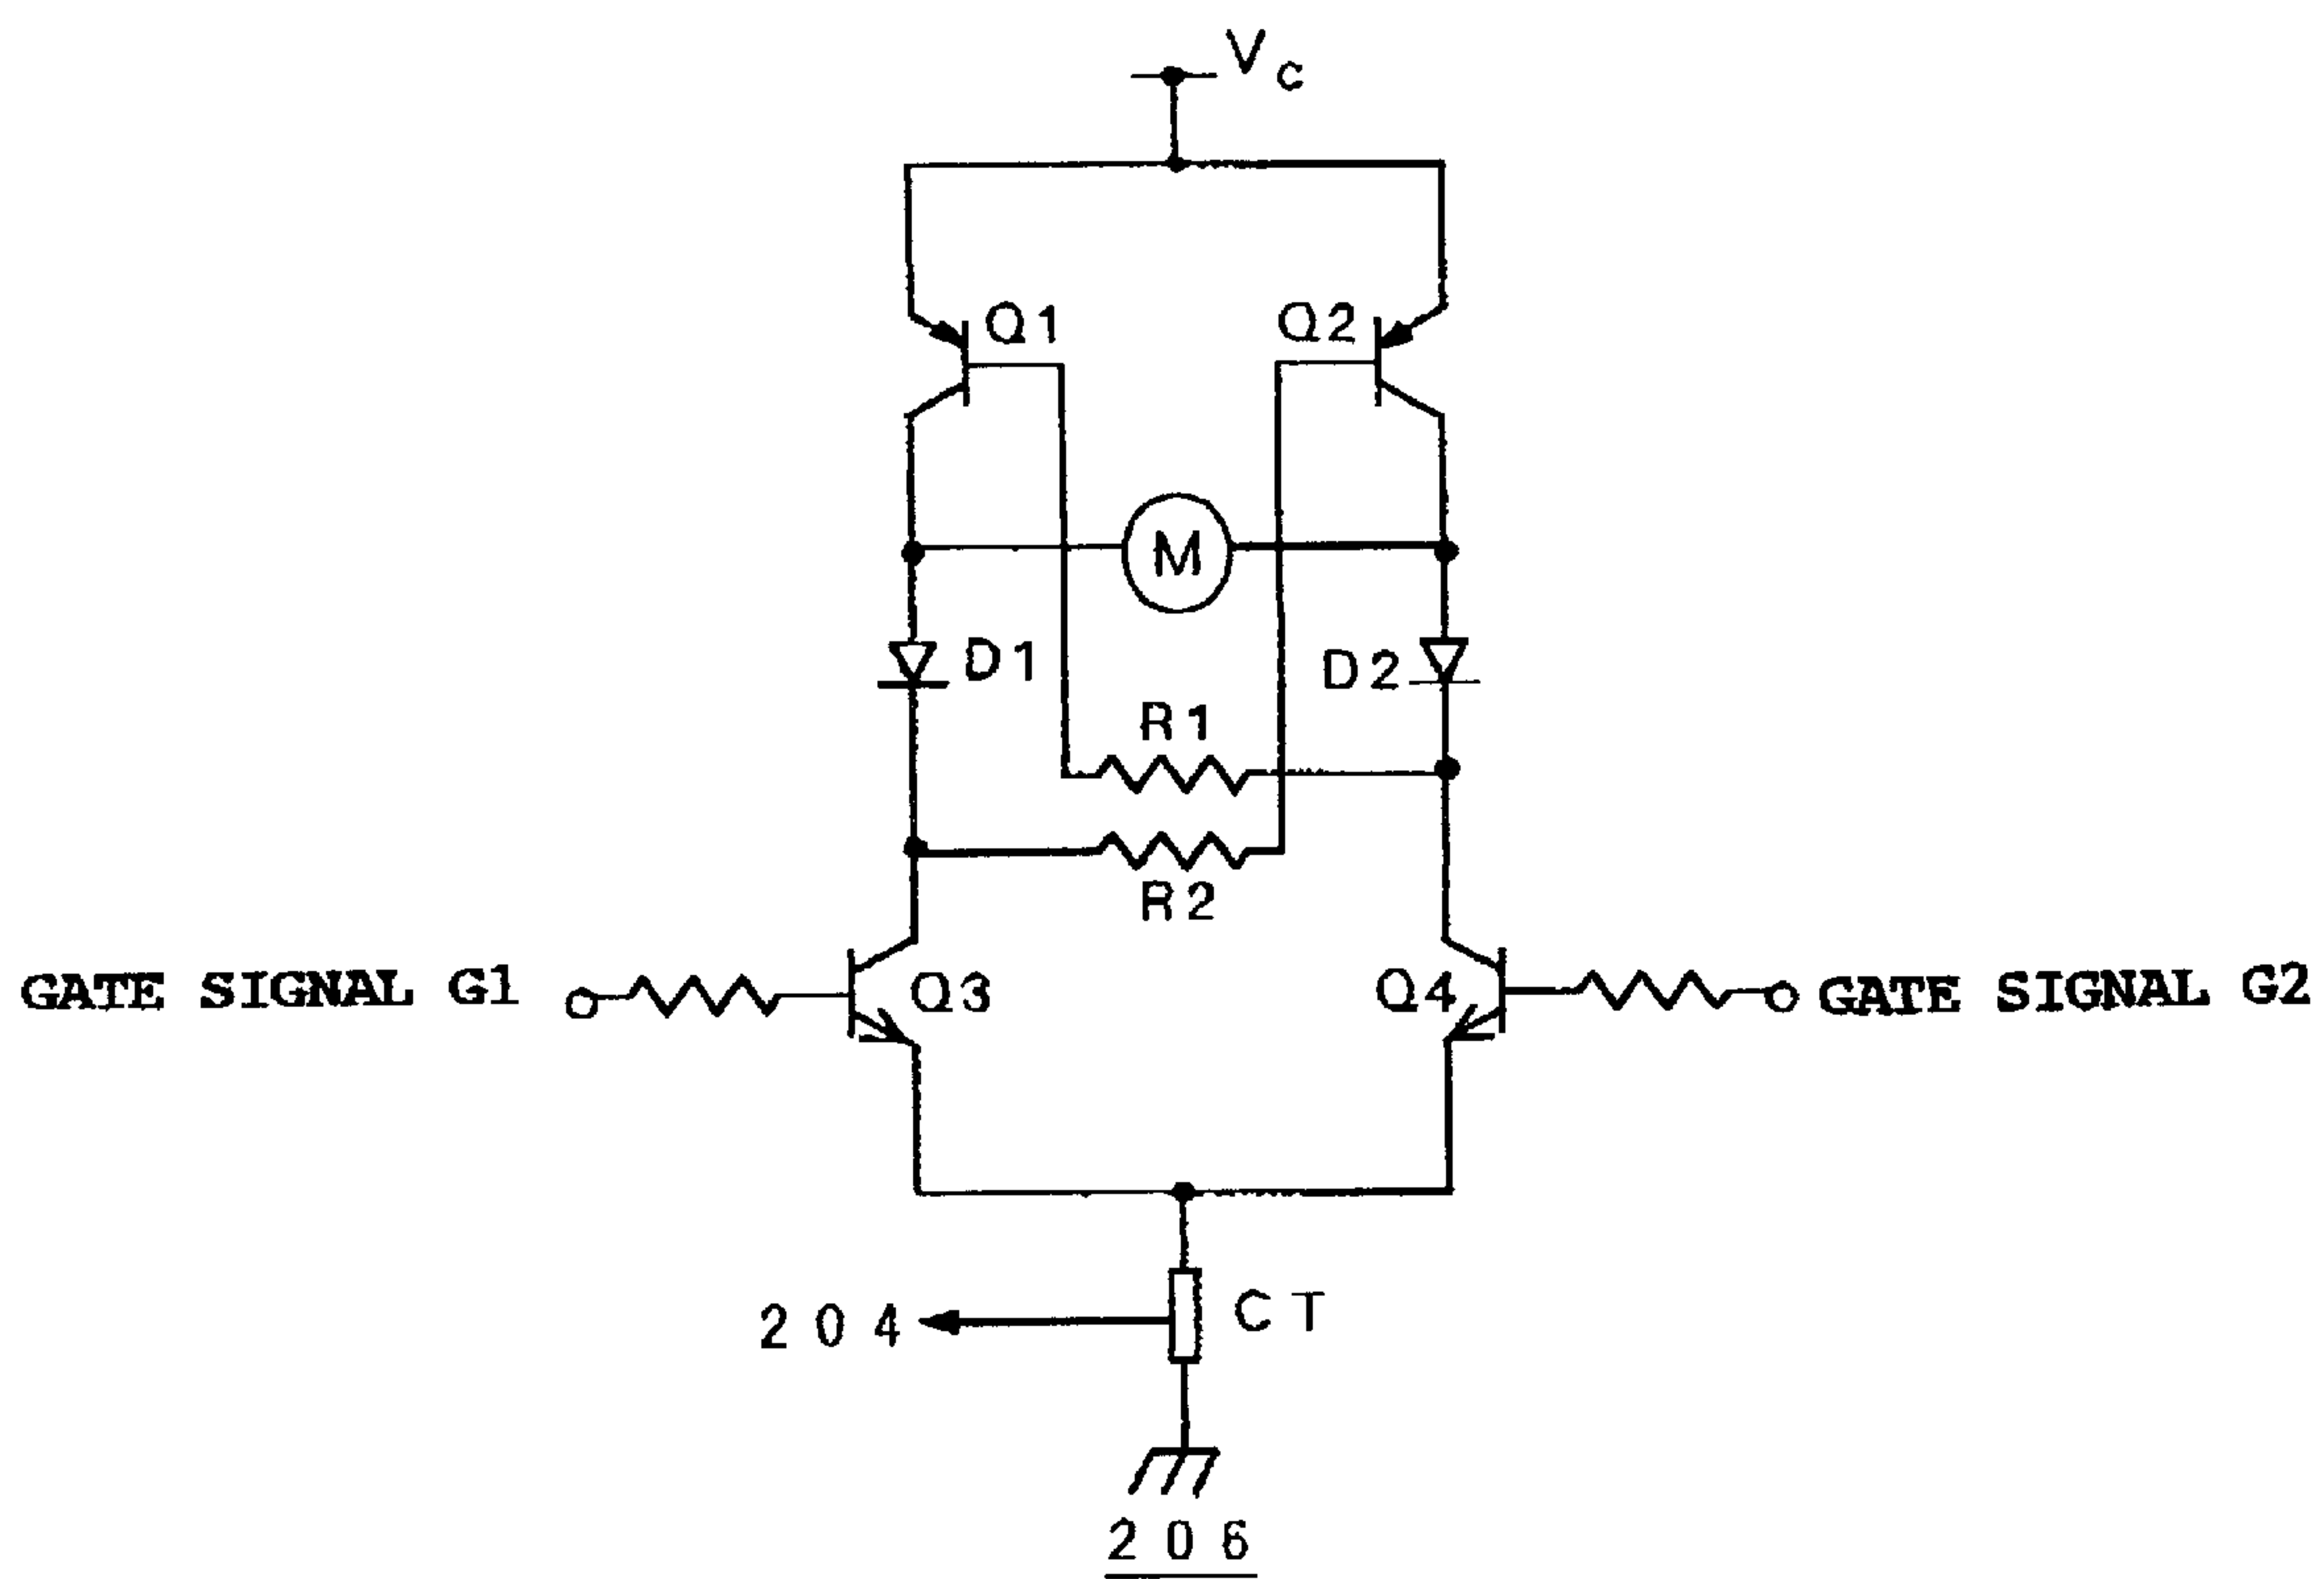 Vc
Q1
Q2
M
D1
D2
R1
R2
GATE SIGNAL G1
Q3
Q4
GATE SIGNAL G2
204
CT
206